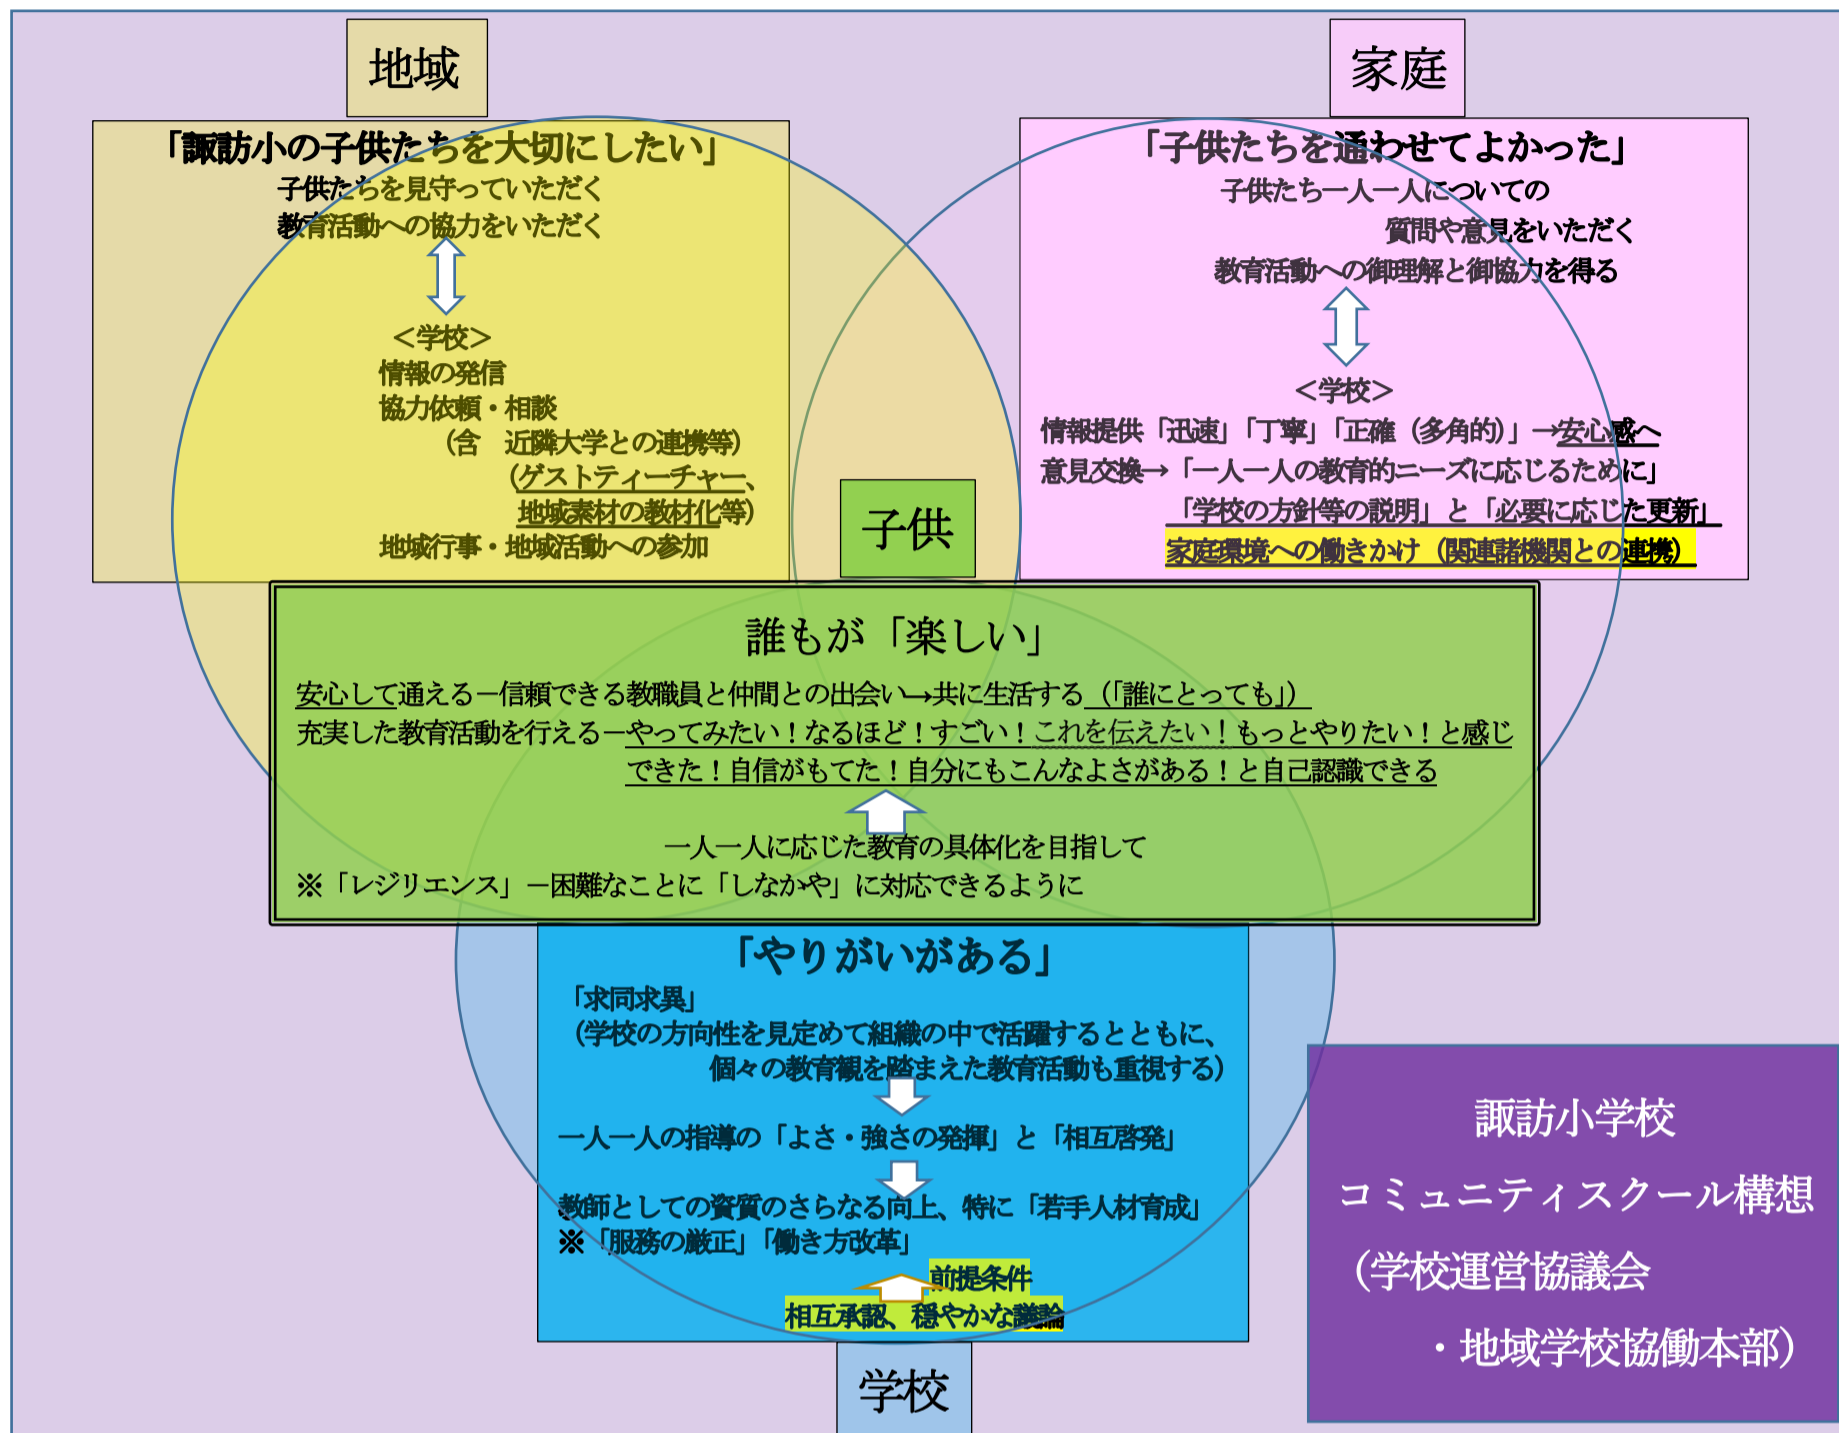 地域
「諏訪小の子供たちを大切にしたい」
子供たちを見守っていただく
教育活動への協力をいただく
＜学校＞
情報の発信
協力依頼・相談
（含　近隣大学との連携等）
（ゲストティーチャー、
地域素材の教材化等）
地域行事・地域活動への参加
家庭
「子供たちを通わせてよかった」
子供たち一人一人についての
質問や意見をいただく
教育活動への御理解と御協力を得る
＜学校＞
情報提供「迅速」「丁寧」「正確（多角的）」→安心感へ
意見交換→「一人一人の教育的ニーズに応じるために」
「学校の方針等の説明」と「必要に応じた更新」
家庭環境への働きかけ（関連諸機関との連携）
子供
誰もが「楽しい」
安心して通える－信頼できる教職員と仲間との出会い→共に生活する（「誰にとっても」）
充実した教育活動を行える－やってみたい！なるほど！すごい！これを伝えたい！もっとやりたい！と感じ
できた！自信がもてた！自分にもこんなよさがある！と自己認識できる
一人一人に応じた教育の具体化を目指して
※「レジリエンス」－困難なことに「しなかや」に対応できるように
「やりがいがある」
「求同求異」
（学校の方向性を見定めて組織の中で活躍するとともに、
個々の教育観を踏まえた教育活動も重視する）
一人一人の指導の「よさ・強さの発揮」と「相互啓発」
教師としての資質のさらなる向上、特に「若手人材育成」
※「服務の厳正」「働き方改革」
前提条件
相互承認、穏やかな議論
学校
諏訪小学校
コミュニティスクール構想
（学校運営協議会
・地域学校協働本部）